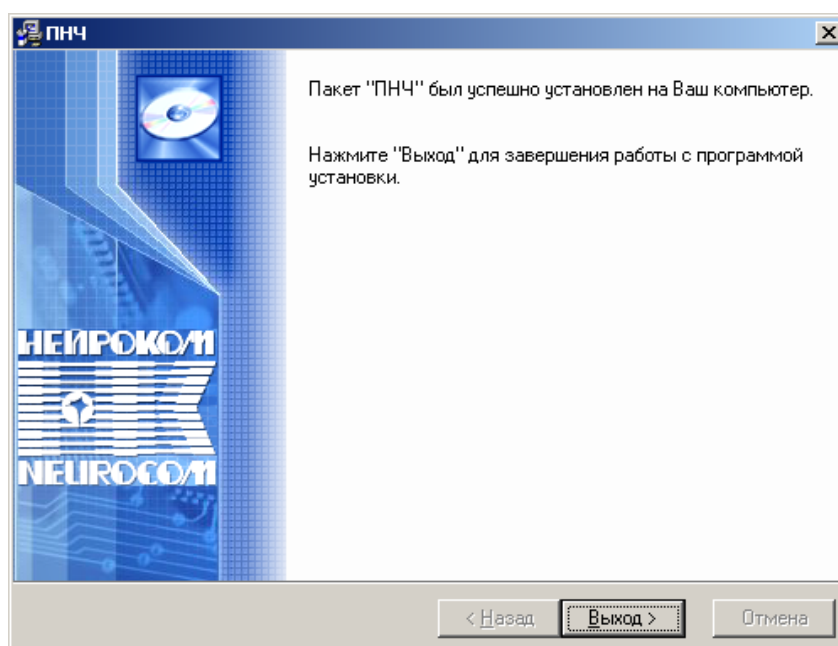 ПНЧ
Пакет "ПНЧ" был успешно установлен на Ваш компьютер.
Нажмите "Выход" для завершения работы с программой
установки.
НЕЙРОКОМ
NEUROCOM
< Назад
Выход >
Отмена